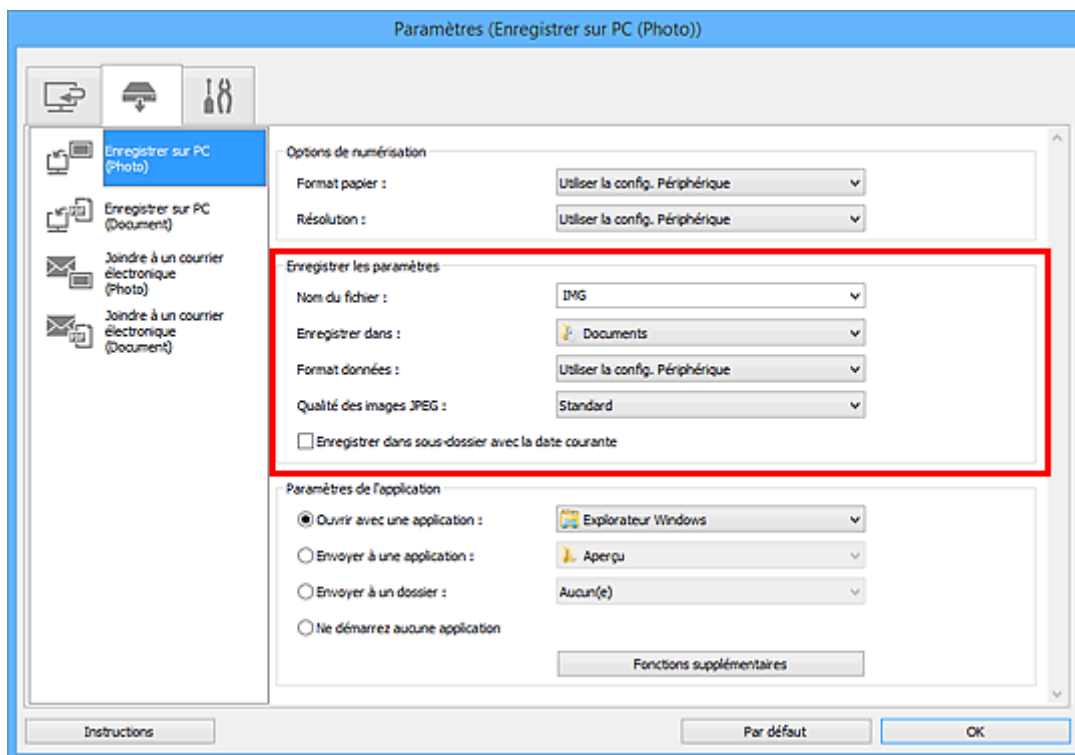 Paramètres (Enregistrer sur PC (Photo))
Enregistrer sur PC
(Photo)
Enregistrer sur PC
(Document)
Joindre à un courrier
électronique
(Photo)
Joindre à un courrier
électronique
(Document)
Options de numérisation
Format papier : Utiliser la config. Périphérique
Résolution : Utiliser la config. Périphérique
Enregistrer les paramètres
Nom du fichier : IMG
Enregistrer dans : Documents
Format données : Utiliser la config. Périphérique
Qualité des images JPEG : Standard
Enregistrer dans sous-dossier avec la date courante
Paramètres de l'application
Ouvrir avec une application : Explorateur Windows
Envoyer à une application : Aperçu
Envoyer à un dossier : Aucun(e)
Ne démarrez aucune application
Fonctions supplémentaires
Instructions Par défaut OK